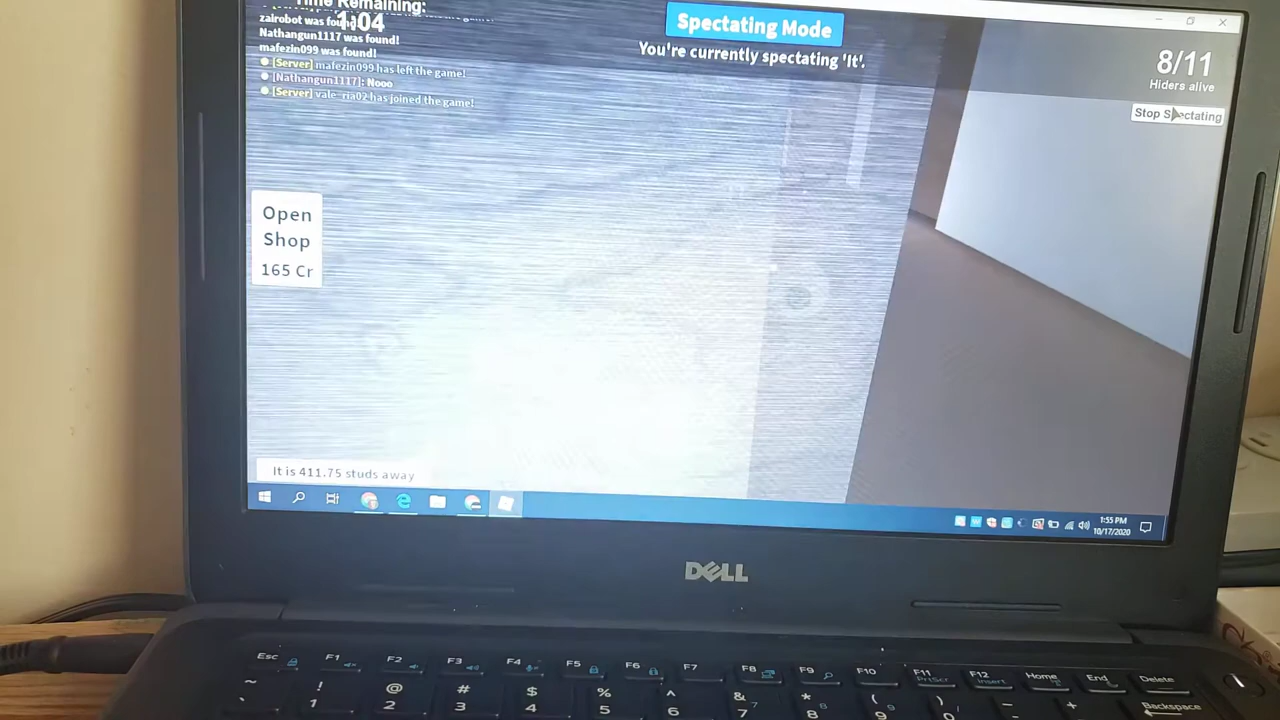 Time Remaining:
1:04
zairobot was found!
Nathangun1117 was found!
mafezin099 was found!
[Server] mafezin099 has left the game!
[Nathangun1117]: Nooo
[Server] vale_ria02 has joined the game!
Spectating Mode
You're currently spectating 'It'.
8/11
Hiders alive
Stop Spectating
Open
Shop
165 Cr
It is 411.75 studs away
1:55 PM
10/17/2020
DELL
Esc F1 F2 F3 F4 F5 F6 F7 F8 F9 F10 F11 PrtScr F12 Insert Home End Delete
~ ! @ # $ % ^ & * ( ) _ +
` 1 2 3 4 5 6 7 8 9 0 Backspace